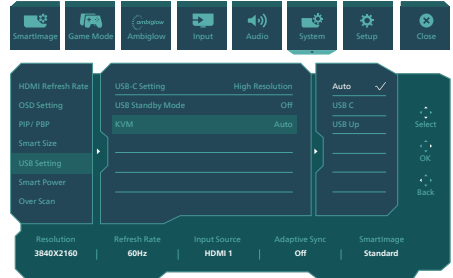 ambiglow
SmartImage
Game Mode
Ambiglow
Input
Audio
System
Setup
Close
HDMI Refresh Rate
OSD Setting
PIP/ PBP
Smart Size
USB Setting
Smart Power
Over Scan
USB-C Setting High Resolution
USB Standby Mode Off
KVM Auto
Auto
USB C
USB Up
Select
OK
Back
Resolution
3840X2160
Refresh Rate
60Hz
Input Source
HDMI 1
Adaptive Sync
Off
SmartImage
Standard